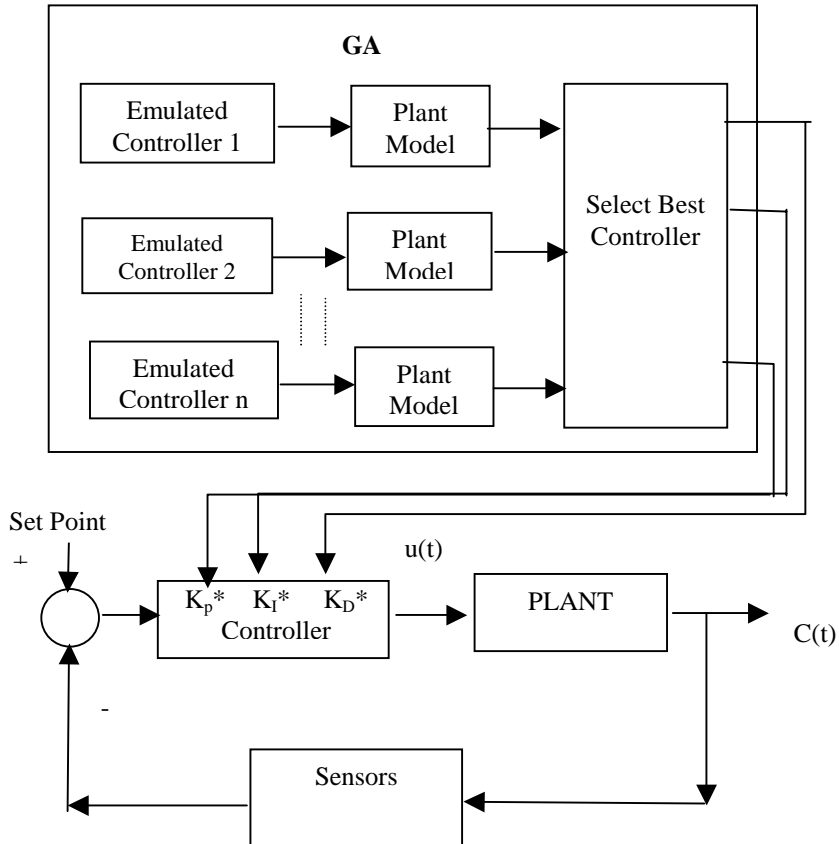 GA
Emulated
Controller 1
Plant
Model
Emulated
Controller 2
Plant
Model
Select Best
Controller
Emulated
Controller n
Plant
Model
Set Point
+
u(t)
Kp* KI* KD*
Controller
PLANT
C(t)
-
Sensors